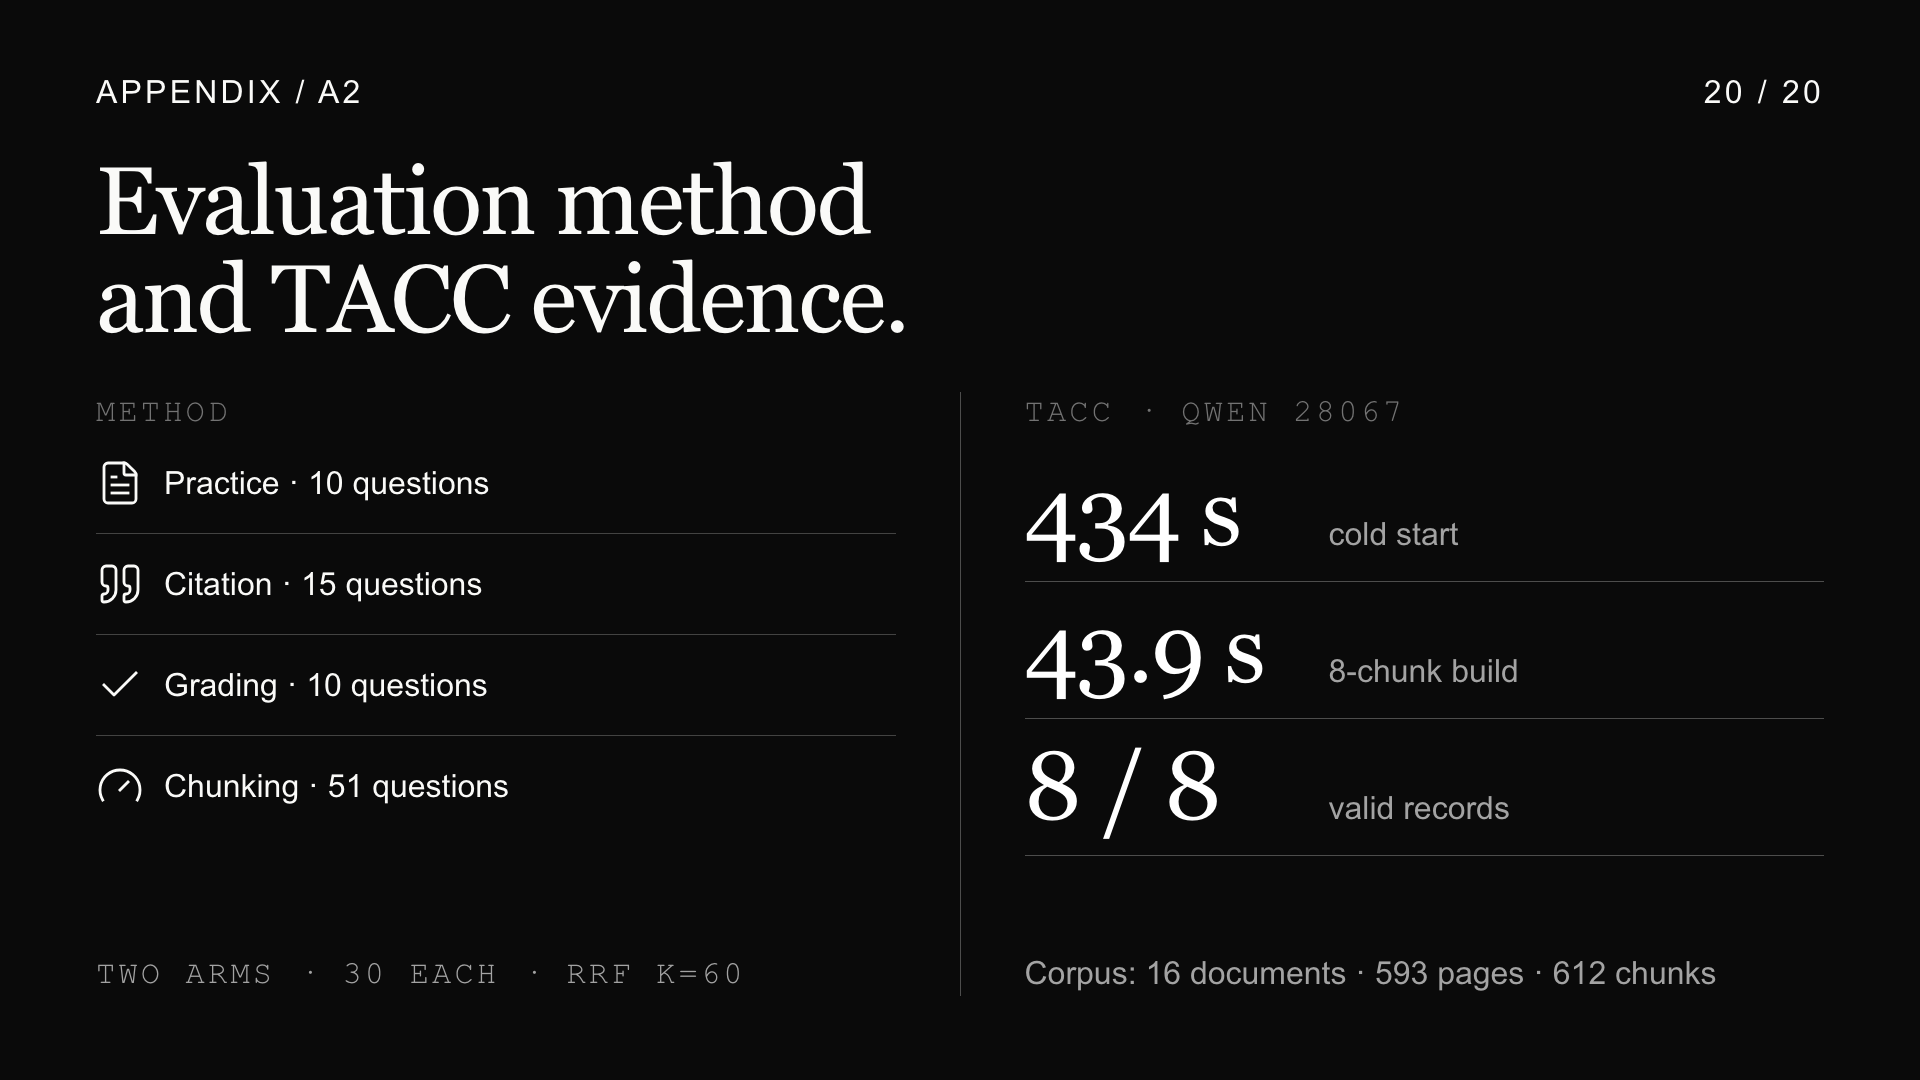 APPENDIX / A2
20 / 20
Evaluation method
and TACC evidence.
METHOD
Practice · 10 questions
Citation · 15 questions
Grading · 10 questions
Chunking · 51 questions
TWO ARMS · 30 EACH · RRF K=60
TACC · QWEN 28067
434 s cold start
43.9 s 8-chunk build
8 / 8 valid records
Corpus: 16 documents · 593 pages · 612 chunks